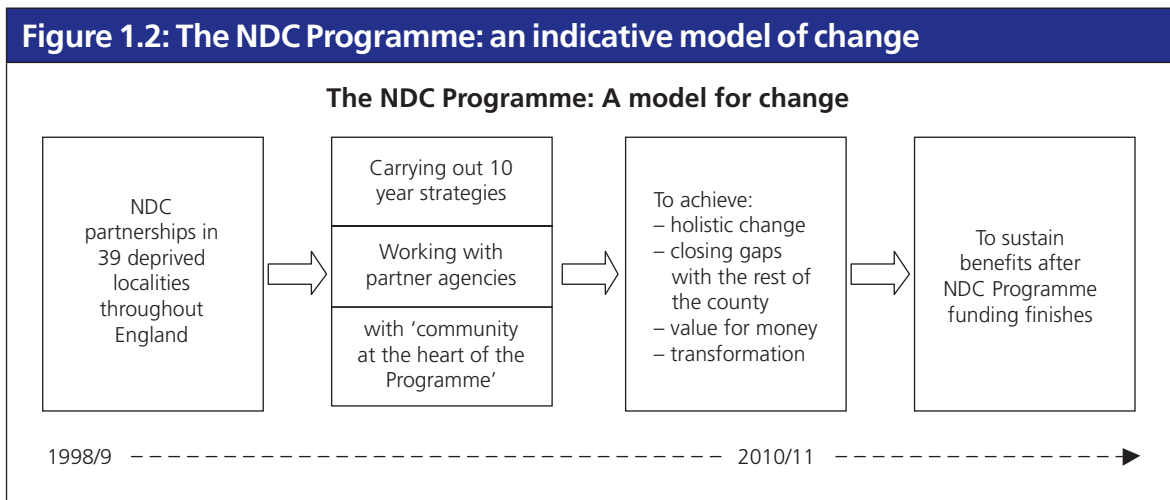 Figure 1.2: The NDC Programme: an indicative model of change
The NDC Programme: A model for change
NDC
partnerships in
39 deprived
localities
throughout
England
Carrying out 10
year strategies
Working with
partner agencies
with ‘community
at the heart of the
Programme’
To achieve:
– holistic change
– closing gaps
with the rest of
the county
– value for money
– transformation
To sustain
benefits after
NDC Programme
funding finishes
1998/9
2010/11